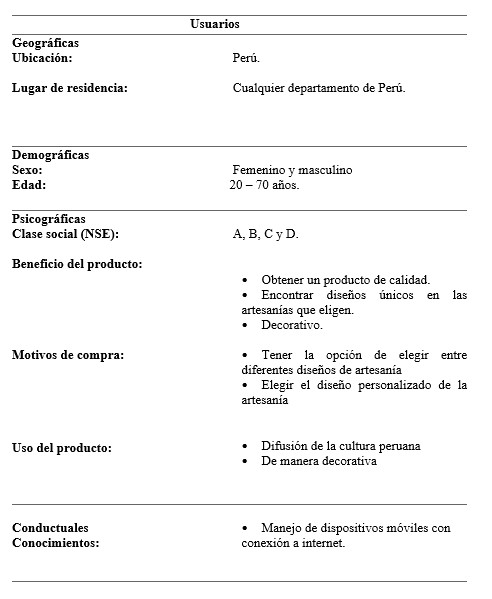 Usuarios
Geográficas
Ubicación: Perú.
Lugar de residencia: Cualquier departamento de Perú.
Demográficas
Sexo: Femenino y masculino
Edad: 20 – 70 años.
Psicográficas
Clase social (NSE): A, B, C y D.
Beneficio del producto:
• Obtener un producto de calidad.
• Encontrar diseños únicos en las
artesanías que eligen.
• Decorativo.
Motivos de compra: • Tener la opción de elegir entre
diferentes diseños de artesanía
• Elegir el diseño personalizado de la
artesanía
Uso del producto: • Difusión de la cultura peruana
• De manera decorativa
Conductuales • Manejo de dispositivos móviles con
Conocimientos: conexión a internet.